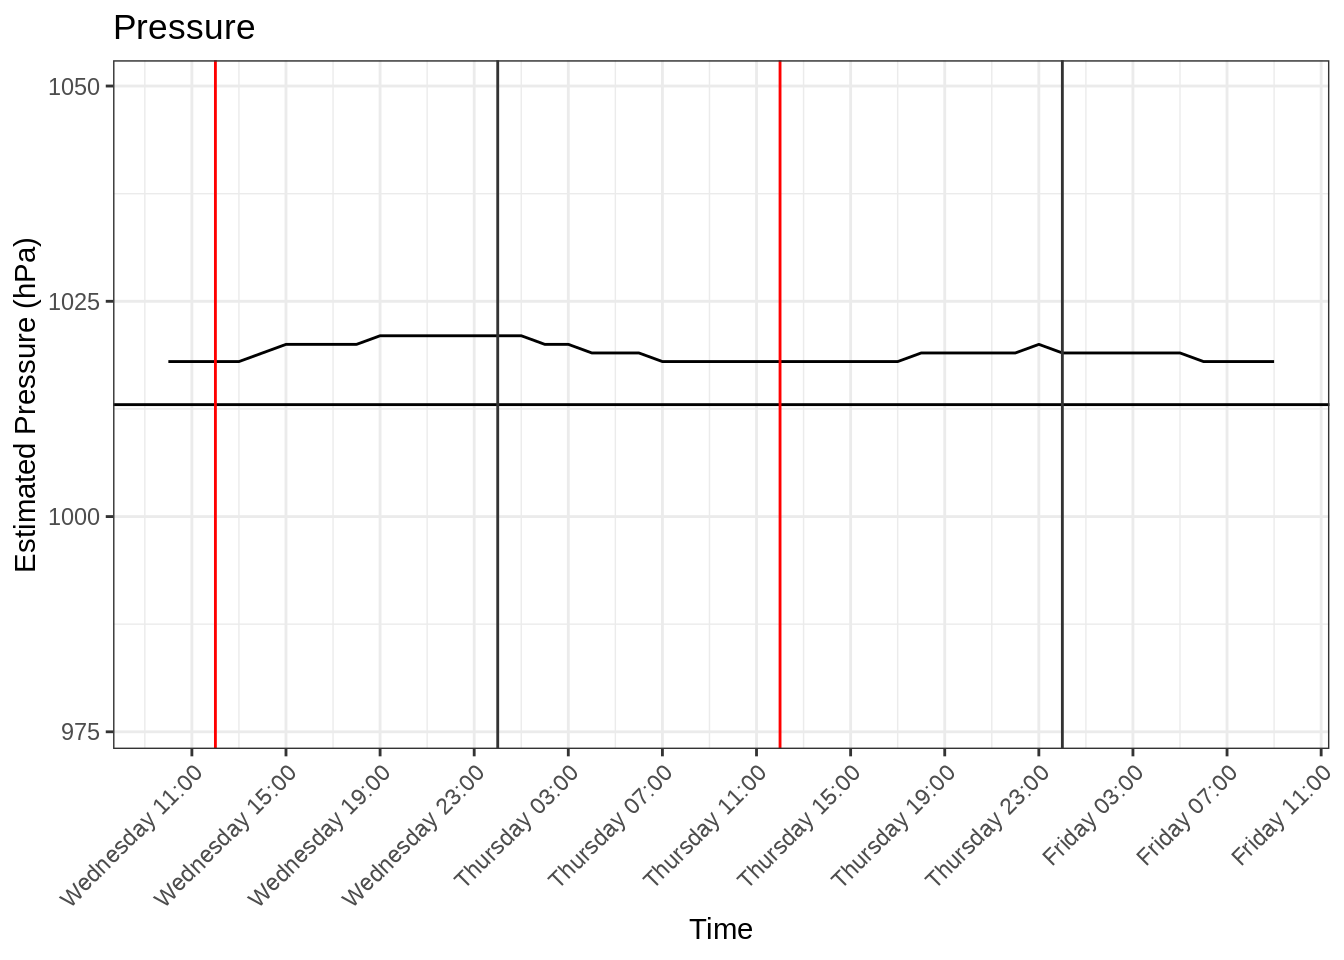 Pressure
Estimated Pressure (hPa)
1050
1025
1000
975
Wednesday 11:00
Wednesday 15:00
Wednesday 19:00
Wednesday 23:00
Thursday 03:00
Thursday 07:00
Thursday 11:00
Thursday 15:00
Thursday 19:00
Thursday 23:00
Friday 03:00
Friday 07:00
Friday 11:00
Time